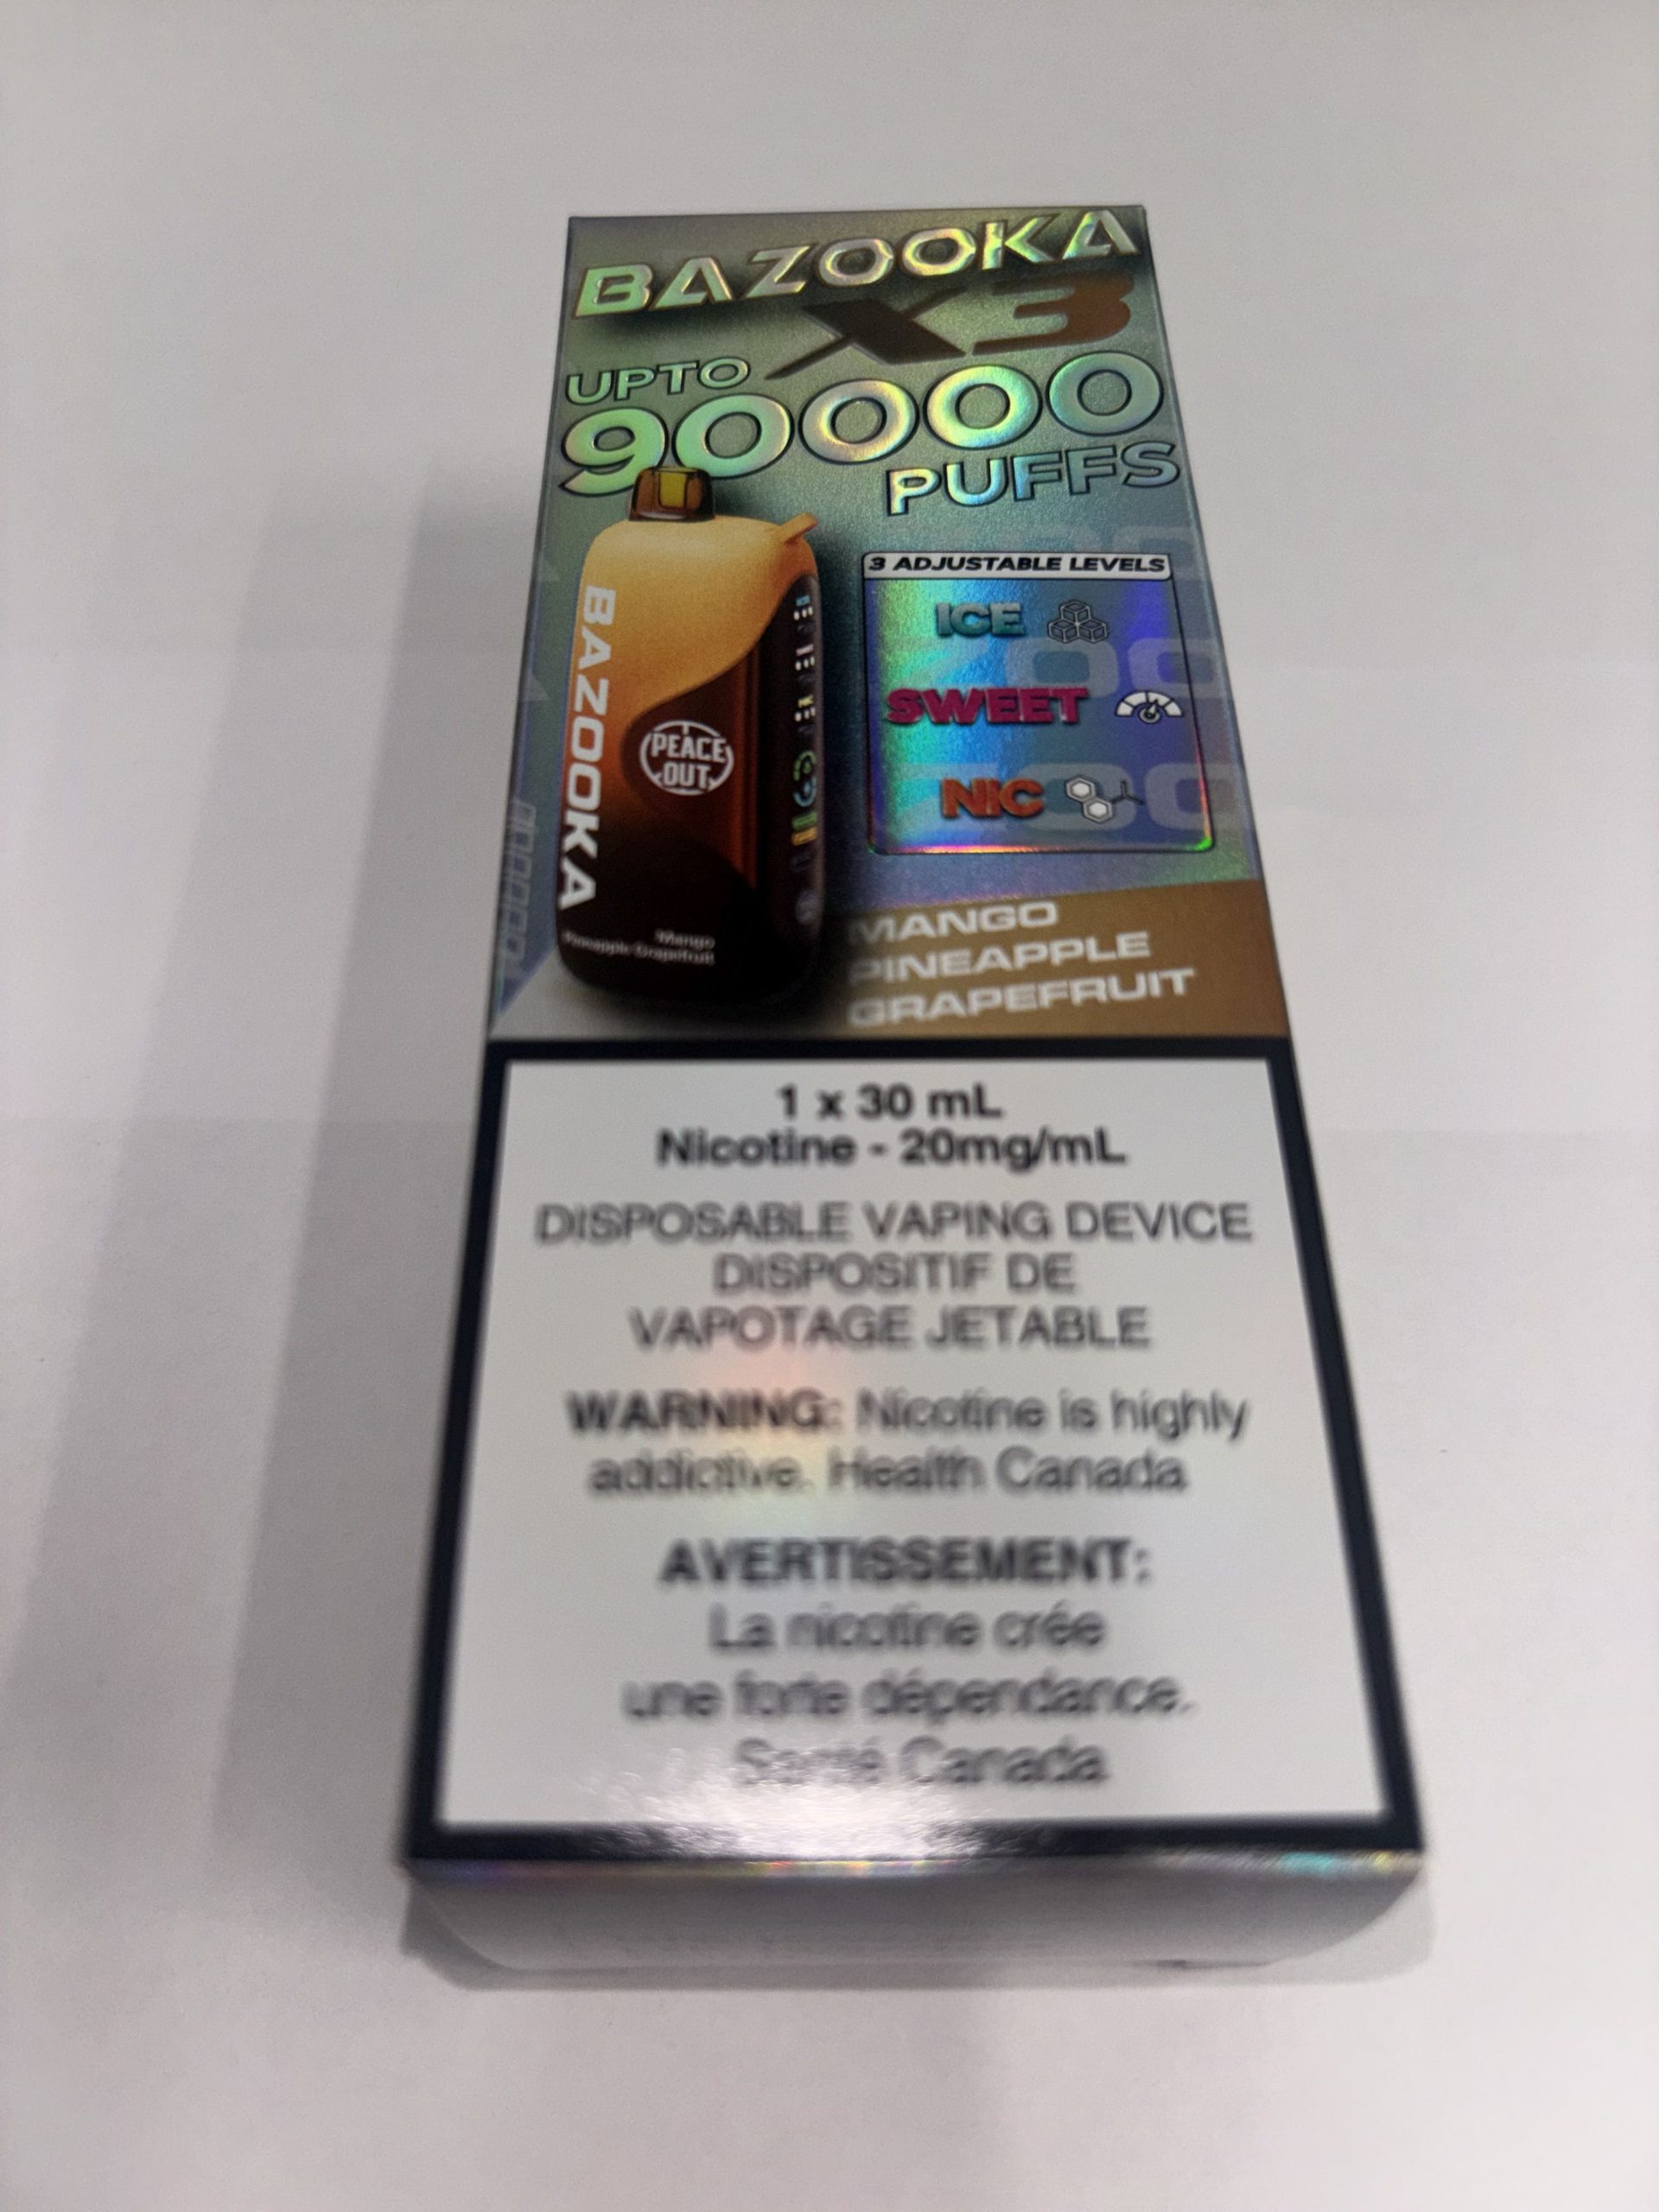 BAZOOKA
X3
UPTO
90000
PUFFS
3 ADJUSTABLE LEVELS
ICE
SWEET
NIC
BAZOOKA
PEACE
OUT
Mango
Pineapple Grapefruit
MANGO
PINEAPPLE
GRAPEFRUIT
1 x 30 mL
Nicotine - 20mg/mL
DISPOSABLE VAPING DEVICE
DISPOSITIF DE
VAPOTAGE JETABLE
WARNING: Nicotine is highly
addictive. Health Canada
AVERTISSEMENT:
La nicotine crée
une forte dépendance.
Santé Canada